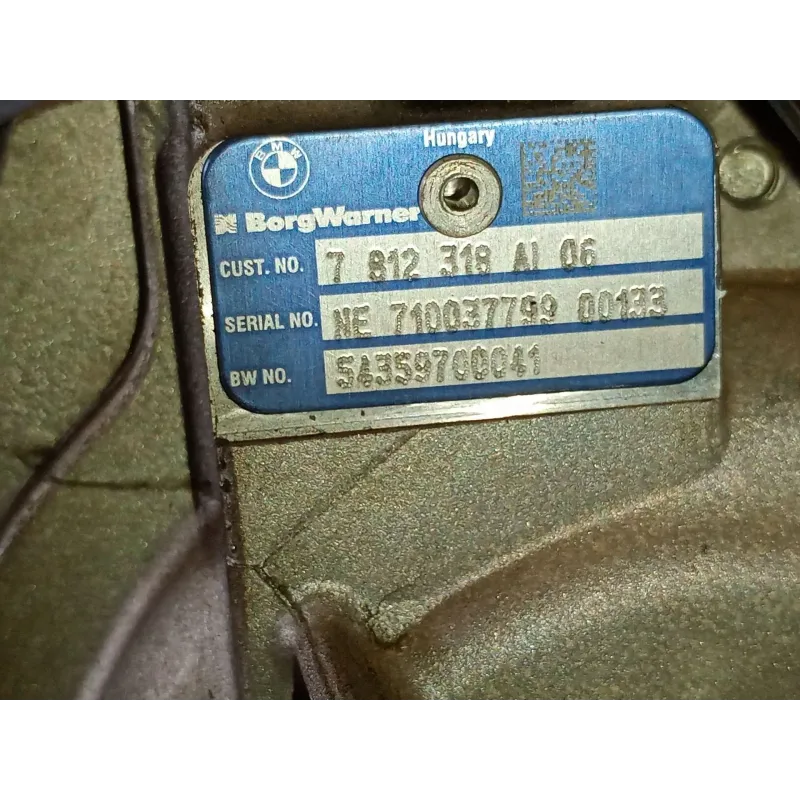 Hungary
BMW
BorgWarner
CUST. NO. 7 812 318 AI 06
SERIAL NO. NE 710037799 00133
BW NO. 54359700041